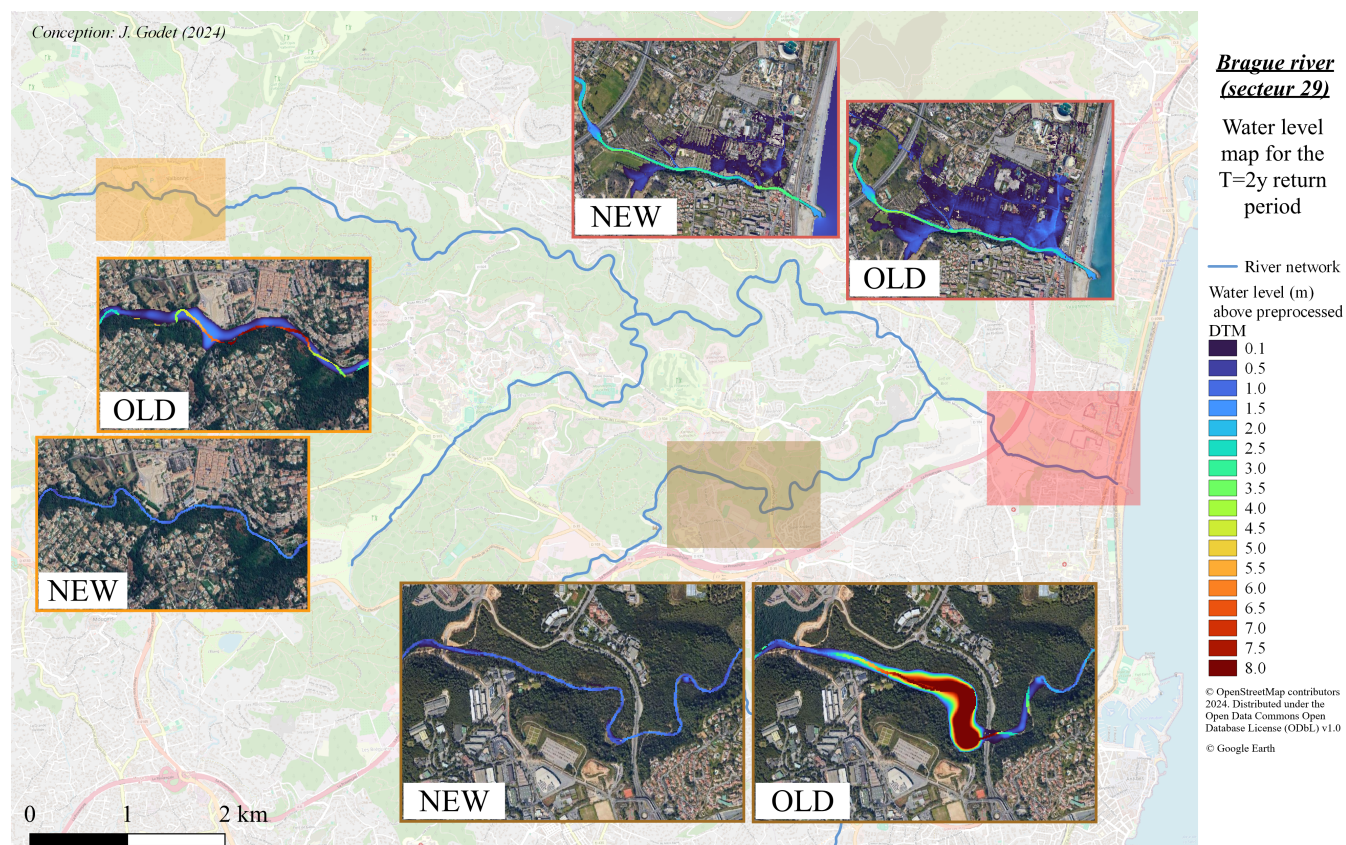 Conception: J. Godet (2024)
NEW
OLD
OLD
NEW
NEW
OLD
0 1 2 km
Brague river
(secteur 29)
Water level
map for the
T=2y return
period
River network
Water level (m)
above preprocessed
DTM
0.1
0.5
1.0
1.5
2.0
2.5
3.0
3.5
4.0
4.5
5.0
5.5
6.0
6.5
7.0
7.5
8.0
© OpenStreetMap contributors
2024. Distributed under the
Open Data Commons Open
Database License (ODbL) v1.0
© Google Earth